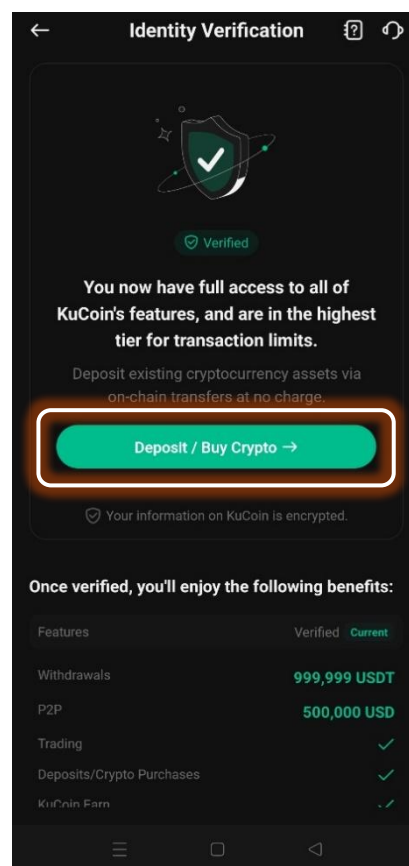 Identity Verification
Verified
You now have full access to all of
KuCoin's features, and are in the highest
tier for transaction limits.
Deposit existing cryptocurrency assets via
on-chain transfers at no charge.
Deposit / Buy Crypto →
Your information on KuCoin is encrypted.
Once verified, you'll enjoy the following benefits:
Features Verified Current
Withdrawals 999,999 USDT
P2P 500,000 USD
Trading
Deposits/Crypto Purchases
KuCoin Earn